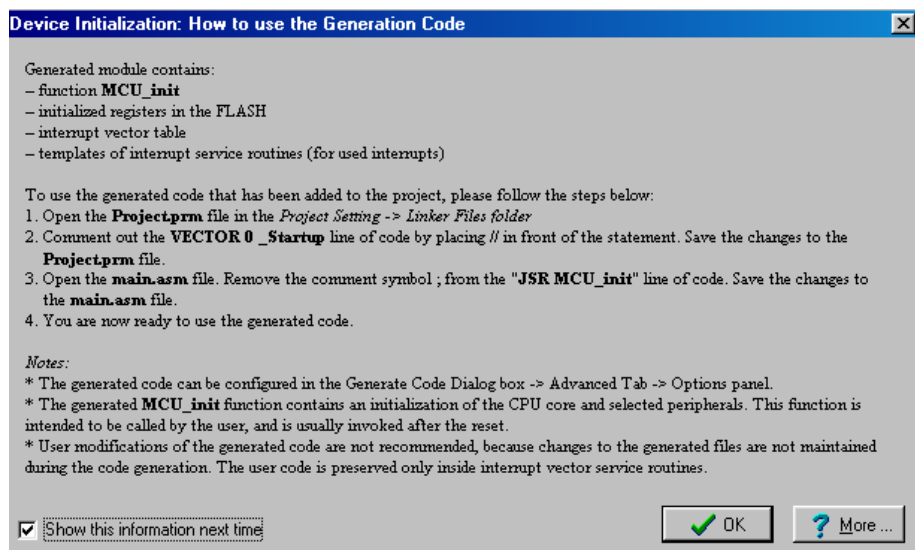 Device Initialization: How to use the Generation Code
Generated module contains:
– function MCU_init
– initialized registers in the FLASH
– interrupt vector table
– templates of interrupt service routines (for used interrupts)
To use the generated code that has been added to the project, please follow the steps below:
1. Open the Project.prm file in the Project Setting -> Linker Files folder
2. Comment out the VECTOR 0 _Startup line of code by placing // in front of the statement. Save the changes to the
Project.prm file.
3. Open the main.asm file. Remove the comment symbol ; from the "JSR MCU_init" line of code. Save the changes to
the main.asm file.
4. You are now ready to use the generated code.
Notes:
* The generated code can be configured in the Generate Code Dialog box -> Advanced Tab -> Options panel.
* The generated MCU_init function contains an initialization of the CPU core and selected peripherals. This function is
intended to be called by the user, and is usually invoked after the reset.
* User modifications of the generated code are not recommended, because changes to the generated files are not maintained
during the code generation. The user code is preserved only inside interrupt vector service routines.
Show this information next time
OK
More ...